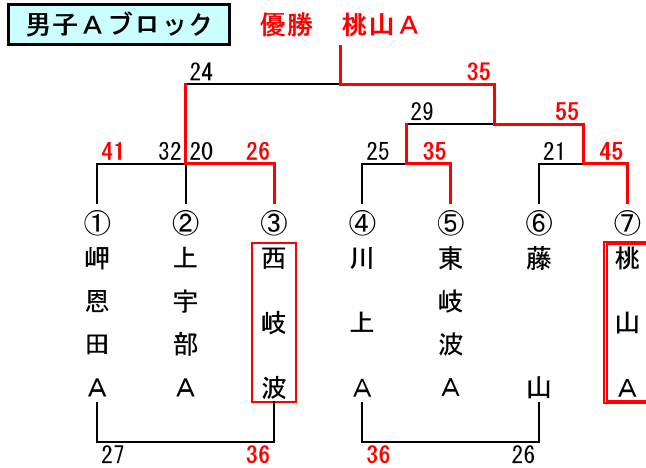 男子Aブロック 優勝 桃山A
24 35
29 55
41 32 20 26 25 35 21 45
① ② ③ ④ ⑤ ⑥ ⑦
岬恩田A
上宇部A
西岐波
川上A
東岐波A
藤山
桃山A
27 36 36 26